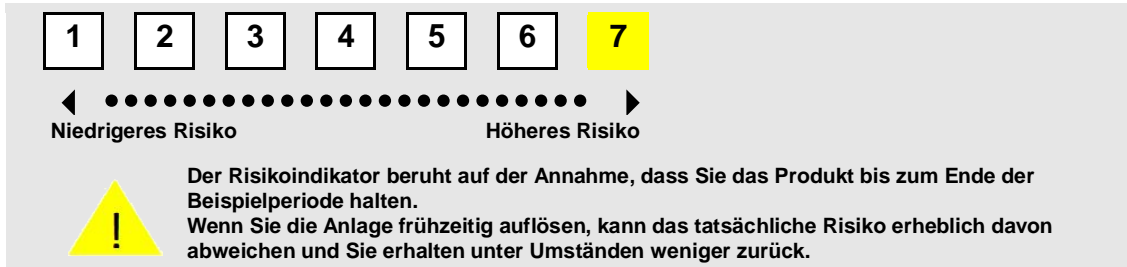 1 2 3 4 5 6 7
Niedrigeres Risiko Höheres Risiko
Der Risikoindikator beruht auf der Annahme, dass Sie das Produkt bis zum Ende der
Beispielperiode halten.
Wenn Sie die Anlage frühzeitig auflösen, kann das tatsächliche Risiko erheblich davon
abweichen und Sie erhalten unter Umständen weniger zurück.
!